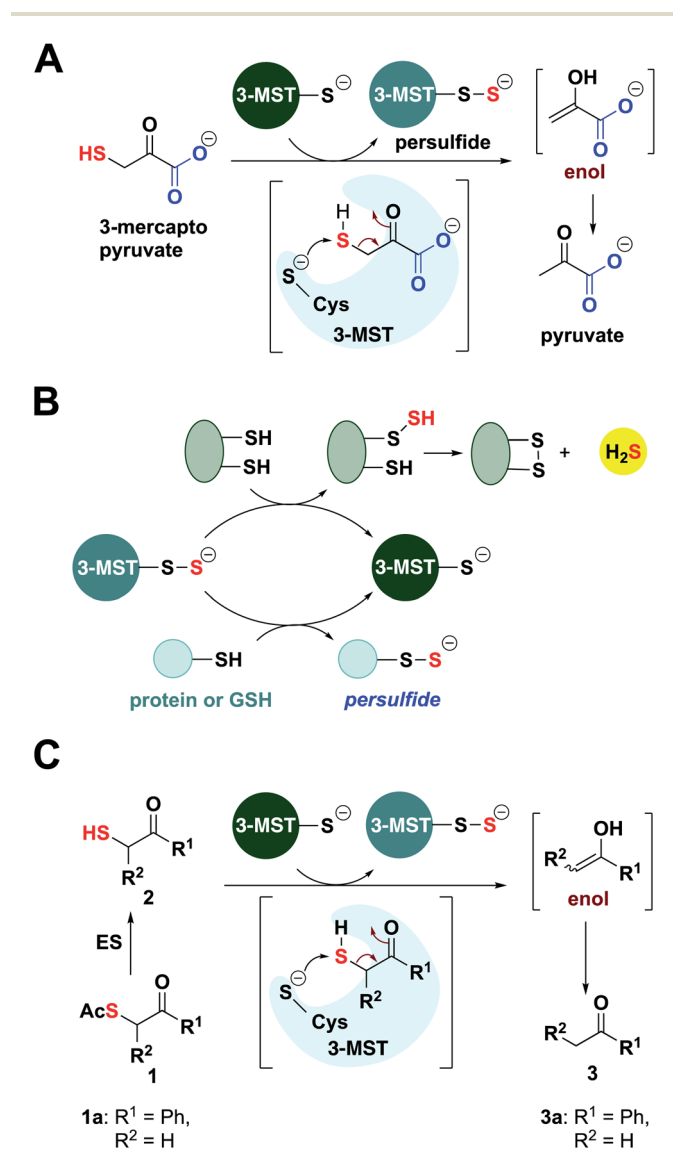 A
3-MST S ⊖ 3-MST S S ⊖
persulfide
HS O O ⊖ O
3-mercapto
pyruvate
H
S O O ⊖ O
S ⊖
Cys
3-MST
OH O ⊖ O
enol
O O ⊖ O
pyruvate
B
SH
SH
SH
S
SH
S
S
+ H₂S
3-MST S S ⊖ 3-MST S ⊖
SH S S ⊖
protein or GSH persulfide
C
3-MST S ⊖ 3-MST S S ⊖
HS O R¹
R²
2
ES
AcS O R¹
R²
1
1a: R¹ = Ph,
R² = H
H
S O R¹
R²
S ⊖
Cys
3-MST
OH
R² R¹
enol
O
R² R¹
3
3a: R¹ = Ph,
R² = H